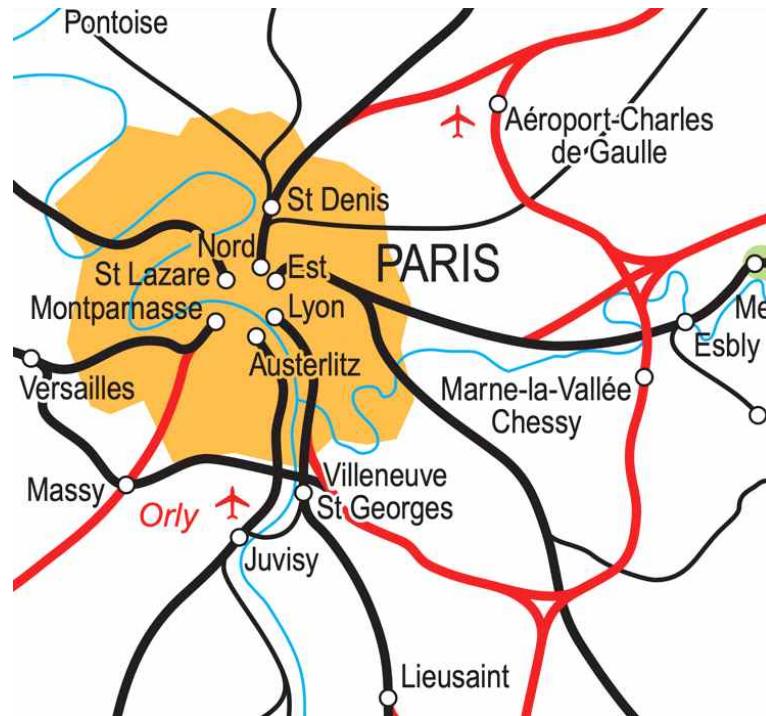 Pontoise
Aéroport-Charles
de Gaulle
St Denis
Nord
Est
PARIS
St Lazare
Montparnasse
Lyon
Me
Esbly
Austerlitz
Versailles
Marne-la-Vallée
Chessy
Massy
Orly
Villeneuve
St Georges
Juvisy
Lieusaint